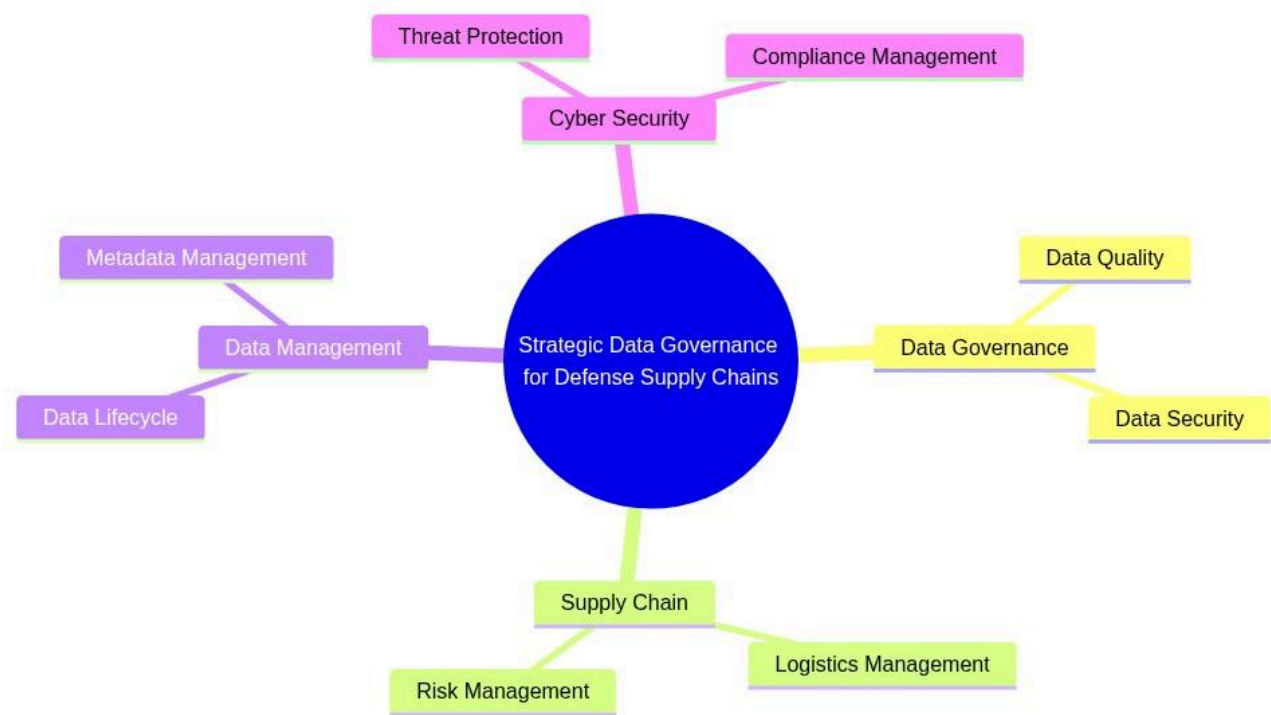 Threat Protection
Compliance Management
Cyber Security
Metadata Management
Data Quality
Data Management
Strategic Data Governance
for Defense Supply Chains
Data Governance
Data Lifecycle
Data Security
Supply Chain
Logistics Management
Risk Management